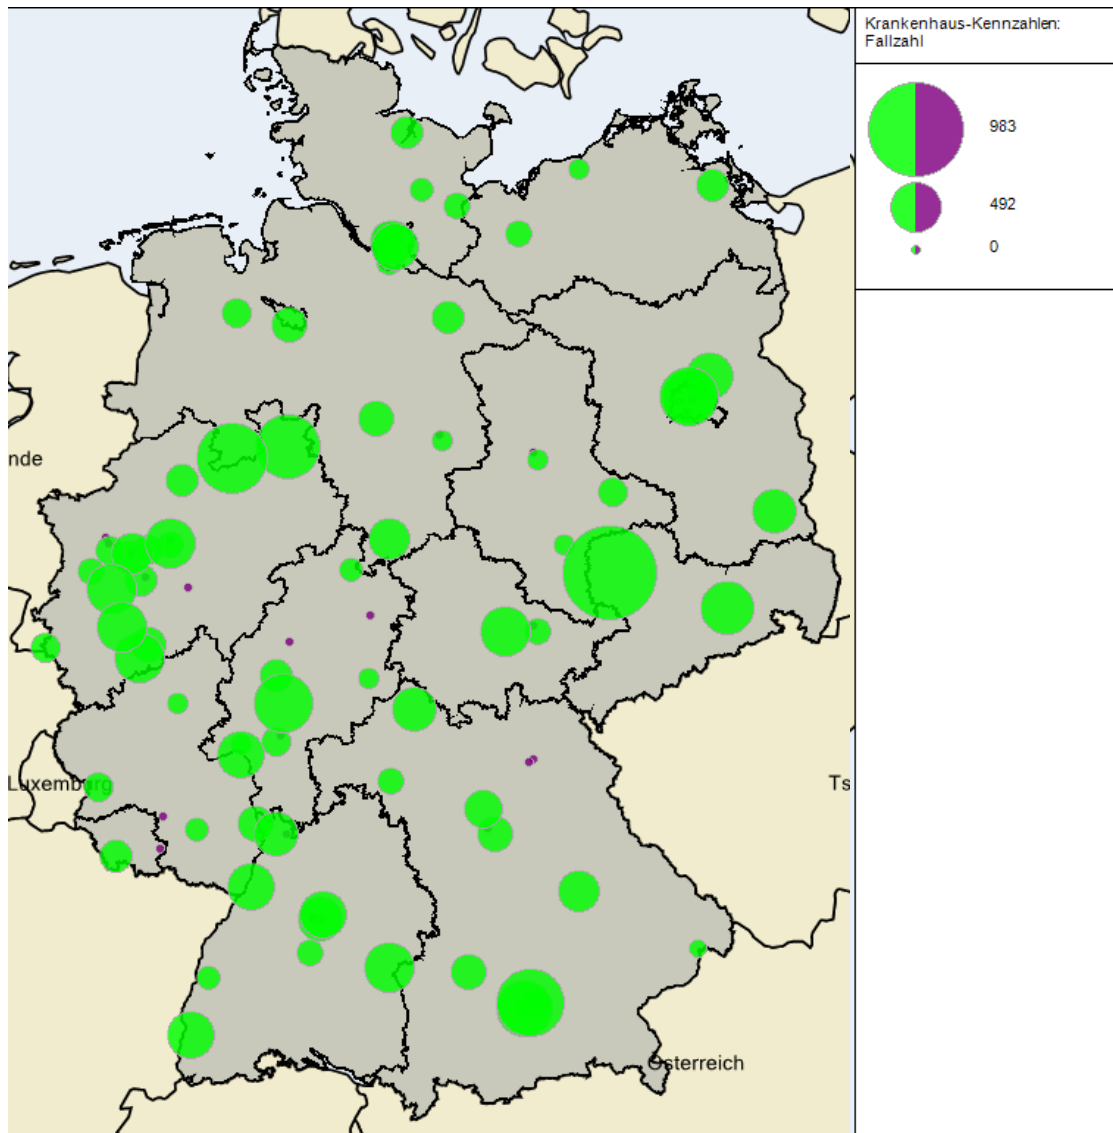 Krankenhaus-Kennzahlen:
Fallzahl
983
492
0
nde
Luxemburg
Ts
Österreich